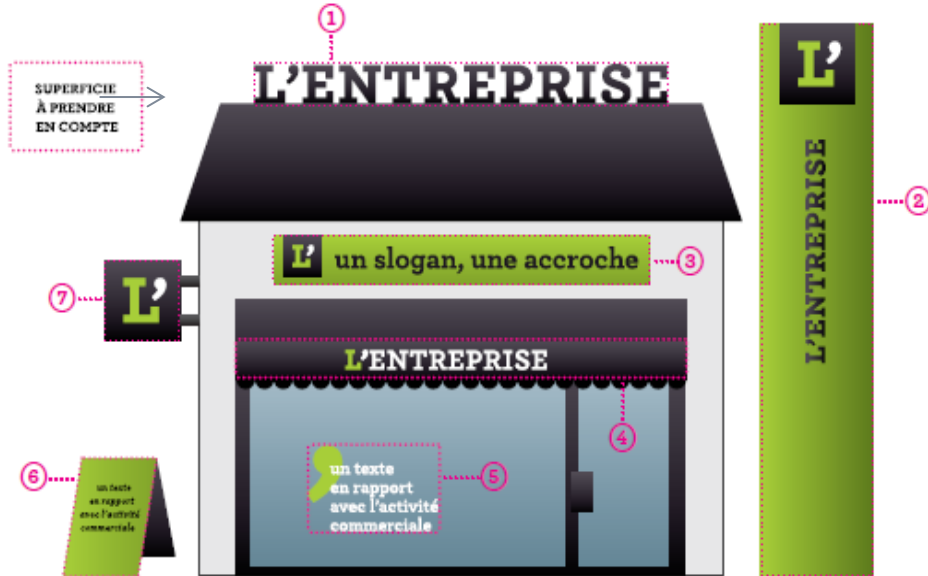 1
L'ENTREPRISE
SUPERFICIE
À PRENDRE
EN COMPTE
L'
L'ENTREPRISE
2
L' un slogan, une accroche
3
7
L'
L'ENTREPRISE
4
un texte
en rapport
avec l'activité
commerciale
5
6
un texte
en rapport
avec l'activité
commerciale